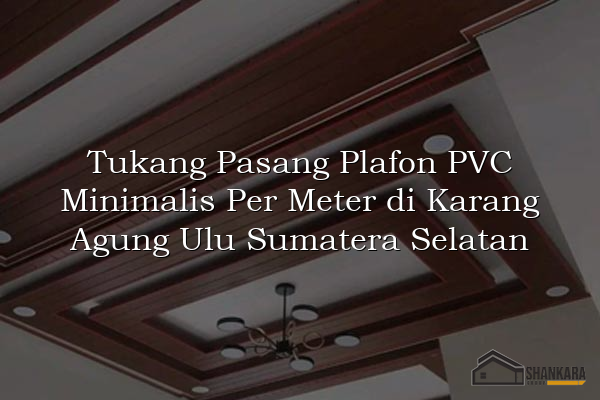 Tukang Pasang Plafon PVC
Minimalis Per Meter di Karang
Agung Ulu Sumatera Selatan
SHANKARA